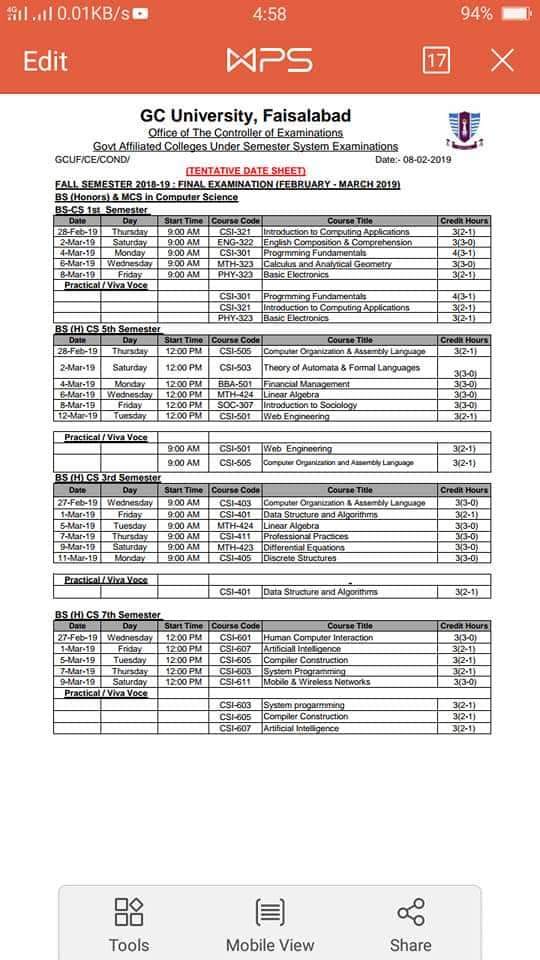 4G 0.01KB/s 4:58 94%
Edit WPS 17
GC University, Faisalabad
Office of The Controller of Examinations
Govt Affiliated Colleges Under Semester System Examinations
GCUF/CE/COND/ Date:- 08-02-2019
(TENTATIVE DATE SHEET)
FALL SEMESTER 2018-19 : FINAL EXAMINATION (FEBRUARY - MARCH 2019)
BS (Honors) & MCS in Computer Science
BS-CS 1st Semester
Date Day Start Time Course Code Course Title Credit Hours
28-Feb-19 Thursday 9:00 AM CSI-321 Introduction to Computing Applications 3(2-1)
2-Mar-19 Saturday 9:00 AM ENG-322 English Composition & Comprehension 3(3-0)
4-Mar-19 Monday 9:00 AM CSI-301 Progrmming Fundamentals 4(3-1)
6-Mar-19 Wednesday 9:00 AM MTH-323 Calculus and Analytical Geometry 3(3-0)
8-Mar-19 Friday 9:00 AM PHY-323 Basic Electronics 3(2-1)
Practical / Viva Voce
CSI-301 Progrmming Fundamentals 4(3-1)
CSI-321 Introduction to Computing Applications 3(2-1)
PHY-323 Basic Electronics 3(2-1)
BS (H) CS 5th Semester
Date Day Start Time Course Code Course Title Credit Hours
28-Feb-19 Thursday 12:00 PM CSI-505 Computer Organization & Assembly Language 3(2-1)
2-Mar-19 Saturday 12:00 PM CSI-503 Theory of Automata & Formal Languages 3(3-0)
4-Mar-19 Monday 12:00 PM BBA-501 Financial Management 3(3-0)
6-Mar-19 Wednesday 12:00 PM MTH-424 Linear Algebra 3(3-0)
8-Mar-19 Friday 12:00 PM SOC-307 Introduction to Sociology 3(3-0)
12-Mar-19 Tuesday 12:00 PM CSI-501 Web Engineering 3(2-1)
Practical / Viva Voce
9:00 AM CSI-501 Web Engineering 3(2-1)
9:00 AM CSI-505 Computer Organization and Assembly Language 3(2-1)
BS (H) CS 3rd Semester
Date Day Start Time Course Code Course Title Credit Hours
27-Feb-19 Wednesday 9:00 AM CSI-403 Computer Organization & Assembly Language 3(3-0)
1-Mar-19 Friday 9:00 AM CSI-401 Data Structure and Algorithms 3(2-1)
5-Mar-19 Tuesday 9:00 AM MTH-424 Linear Algebra 3(3-0)
7-Mar-19 Thursday 9:00 AM CSI-411 Professional Practices 3(3-0)
9-Mar-19 Saturday 9:00 AM MTH-423 Differential Equations 3(3-0)
11-Mar-19 Monday 9:00 AM CSI-405 Discrete Structures 3(3-0)
Practical / Viva Voce
CSI-401 Data Structure and Algorithms 3(2-1)
BS (H) CS 7th Semester
Date Day Start Time Course Code Course Title Credit Hours
27-Feb-19 Wednesday 12:00 PM CSI-601 Human Computer Interaction 3(3-0)
1-Mar-19 Friday 12:00 PM CSI-607 Artificiall Intelligence 3(2-1)
5-Mar-19 Tuesday 12:00 PM CSI-605 Compiler Construction 3(2-1)
7-Mar-19 Thursday 12:00 PM CSI-603 System Programming 3(2-1)
9-Mar-19 Saturday 12:00 PM CSI-611 Mobile & Wireless Networks 3(3-0)
Practical / Viva Voce
CSI-603 System progarmming 3(2-1)
CSI-605 Compiler Construction 3(2-1)
CSI-607 Artificial Intelligence 3(2-1)
Tools Mobile View Share